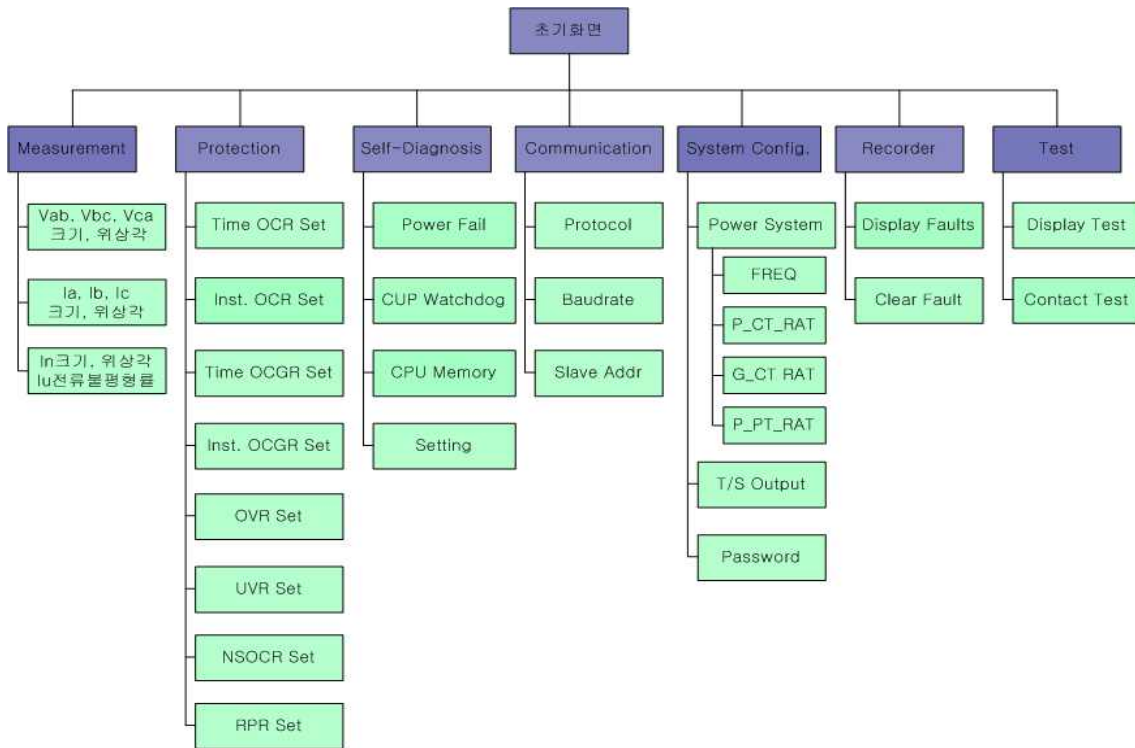 초기화면
Measurement
Vab, Vbc, Vca
크기, 위상각
Ia, Ib, Ic
크기, 위상각
In크기, 위상각
Iu전류불평형률
Protection
Time OCR Set
Inst. OCR Set
Time OCGR Set
Inst. OCGR Set
OVR Set
UVR Set
NSOCR Set
RPR Set
Self-Diagnosis
Power Fail
CUP Watchdog
CPU Memory
Setting
Communication
Protocol
Baudrate
Slave Addr
System Config.
Power System
FREQ
P_CT_RAT
G_CT RAT
P_PT_RAT
T/S Output
Password
Recorder
Display Faults
Clear Fault
Test
Display Test
Contact Test